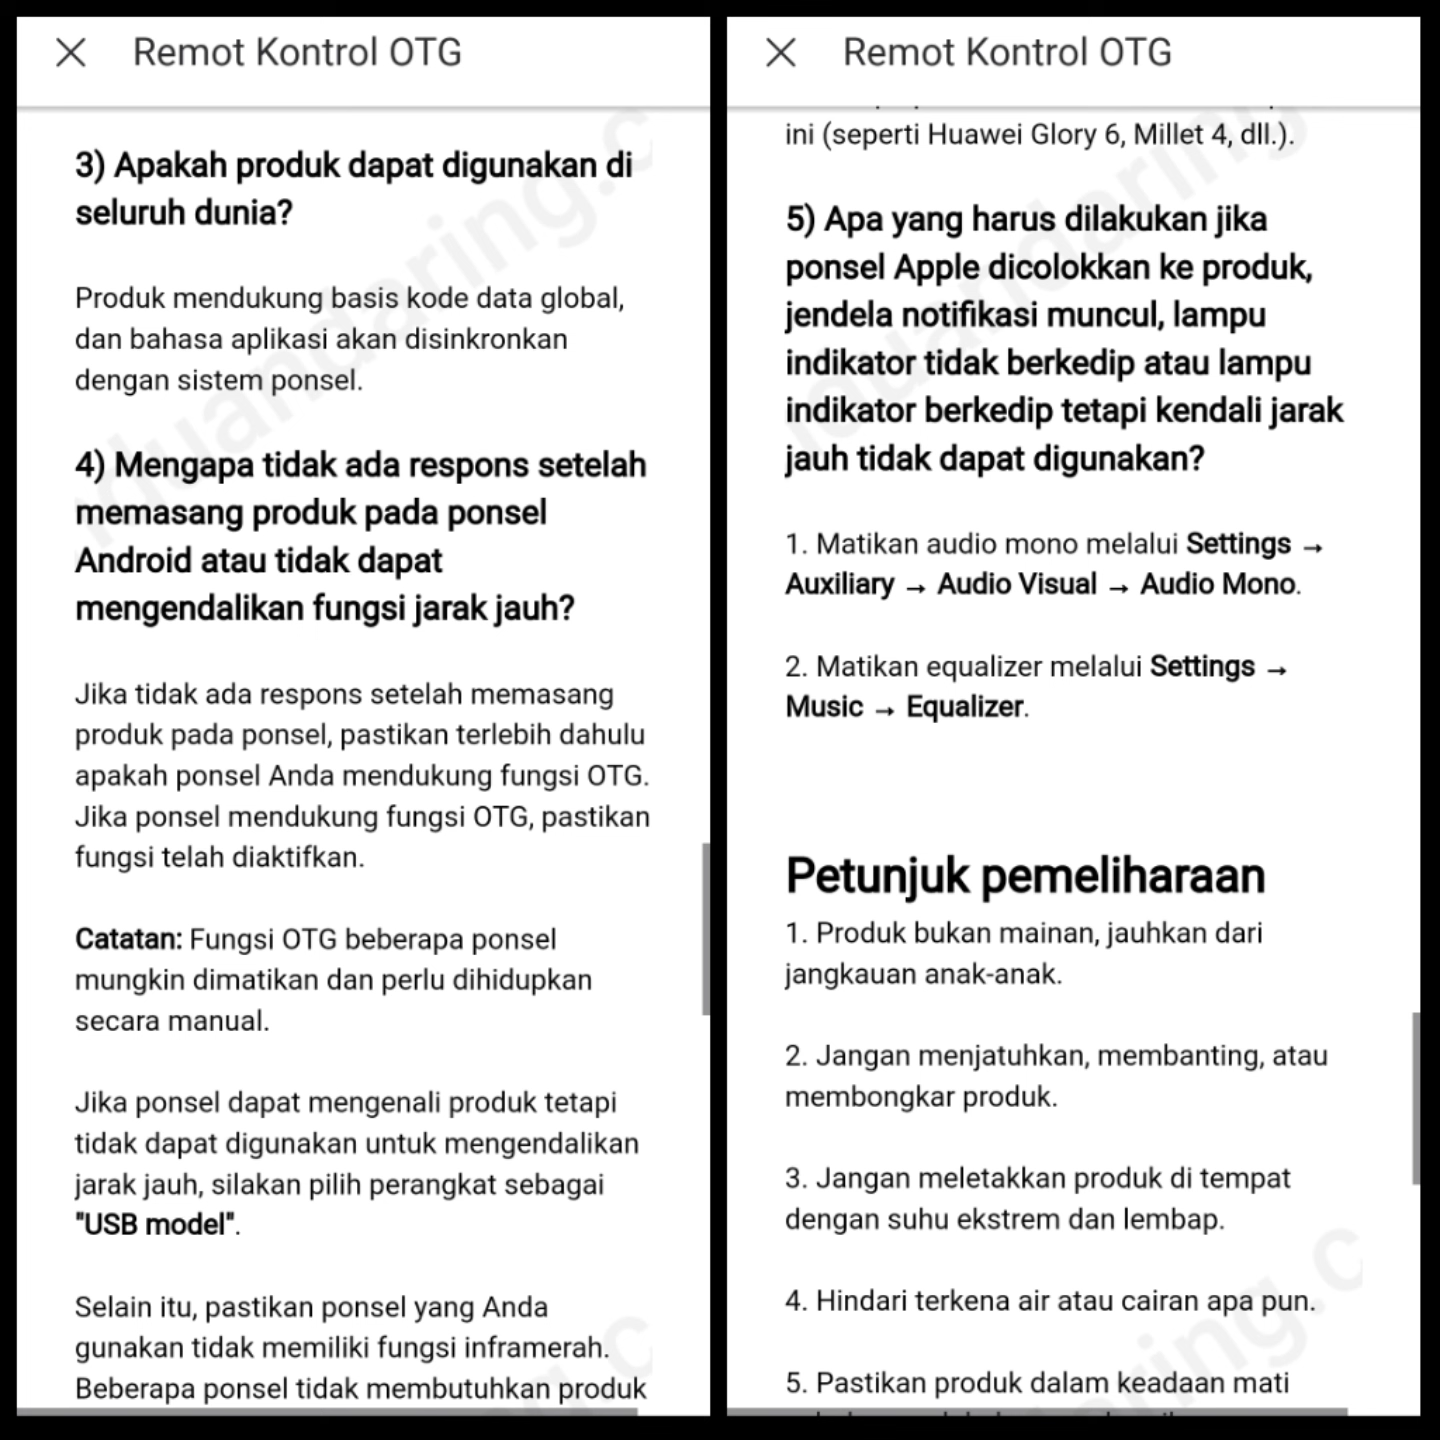 Remot Kontrol OTG
3) Apakah produk dapat digunakan di
seluruh dunia?
Produk mendukung basis kode data global,
dan bahasa aplikasi akan disinkronkan
dengan sistem ponsel.
4) Mengapa tidak ada respons setelah
memasang produk pada ponsel
Android atau tidak dapat
mengendalikan fungsi jarak jauh?
Jika tidak ada respons setelah memasang
produk pada ponsel, pastikan terlebih dahulu
apakah ponsel Anda mendukung fungsi OTG.
Jika ponsel mendukung fungsi OTG, pastikan
fungsi telah diaktifkan.
Catatan: Fungsi OTG beberapa ponsel
mungkin dimatikan dan perlu dihidupkan
secara manual.
Jika ponsel dapat mengenali produk tetapi
tidak dapat digunakan untuk mengendalikan
jarak jauh, silakan pilih perangkat sebagai
"USB model".
Selain itu, pastikan ponsel yang Anda
gunakan tidak memiliki fungsi inframerah.
Beberapa ponsel tidak membutuhkan produk
Remot Kontrol OTG
ini (seperti Huawei Glory 6, Millet 4, dll.).
5) Apa yang harus dilakukan jika
ponsel Apple dicolokkan ke produk,
jendela notifikasi muncul, lampu
indikator tidak berkedip atau lampu
indikator berkedip tetapi kendali jarak
jauh tidak dapat digunakan?
1. Matikan audio mono melalui Settings →
Auxiliary → Audio Visual → Audio Mono.
2. Matikan equalizer melalui Settings →
Music → Equalizer.
Petunjuk pemeliharaan
1. Produk bukan mainan, jauhkan dari
jangkauan anak-anak.
2. Jangan menjatuhkan, membanting, atau
membongkar produk.
3. Jangan meletakkan produk di tempat
dengan suhu ekstrem dan lembap.
4. Hindari terkena air atau cairan apa pun.
5. Pastikan produk dalam keadaan mati